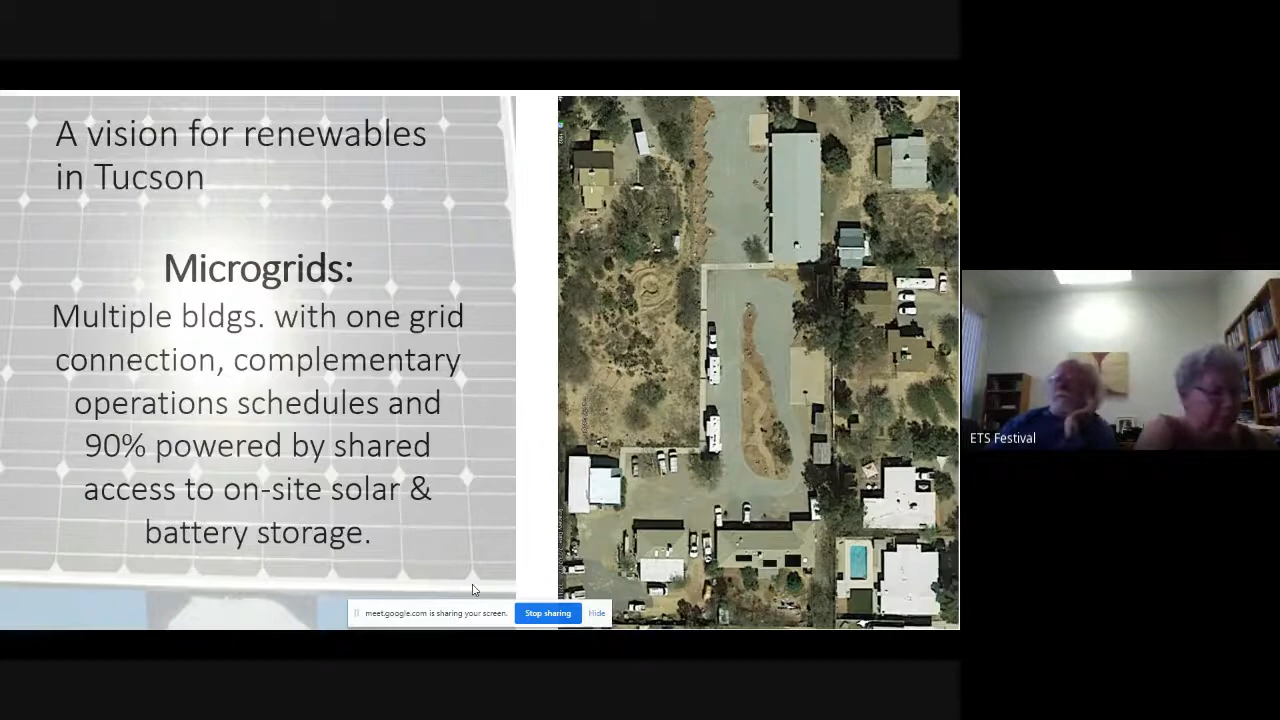 A vision for renewables
in Tucson
Microgrids:
Multiple bldgs. with one grid
connection, complementary
operations schedules and
90% powered by shared
access to on-site solar &
battery storage.
meet.google.com is sharing your screen.
Stop sharing
Hide
ETS Festival